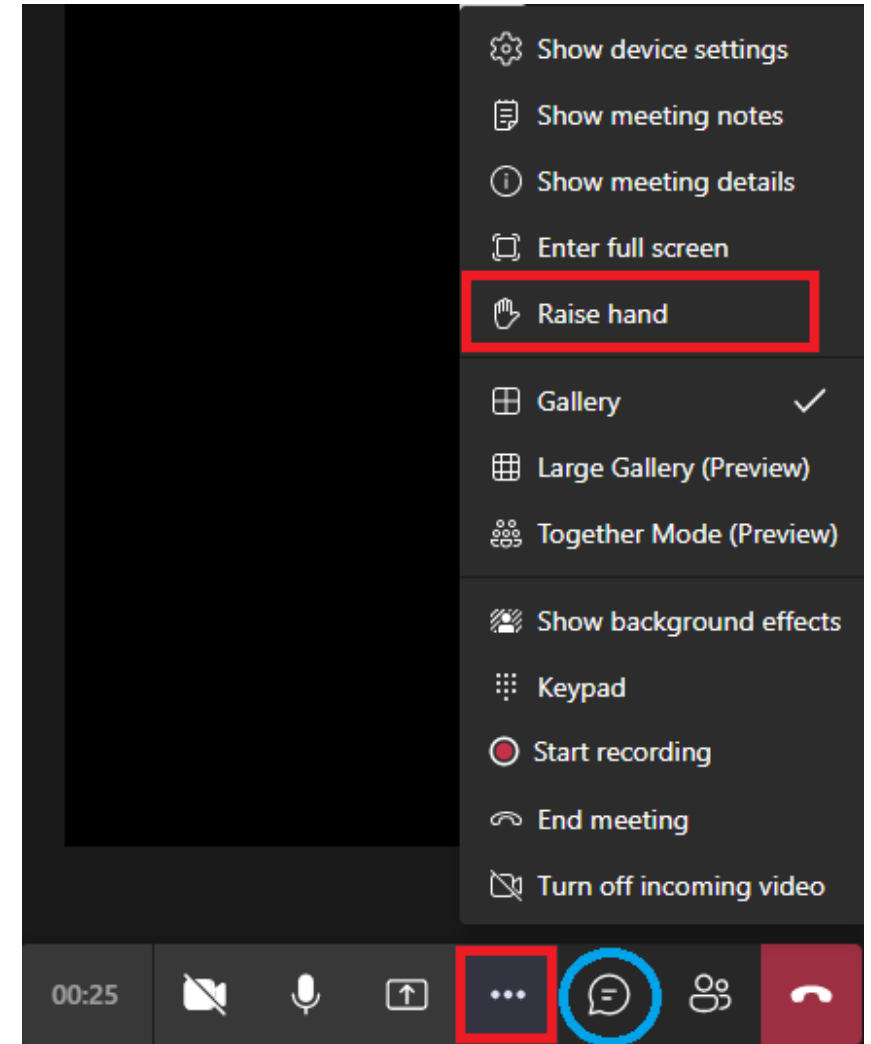 Show device settings
Show meeting notes
Show meeting details
Enter full screen
Raise hand
Gallery
Large Gallery (Preview)
Together Mode (Preview)
Show background effects
Keypad
Start recording
End meeting
Turn off incoming video
00:25